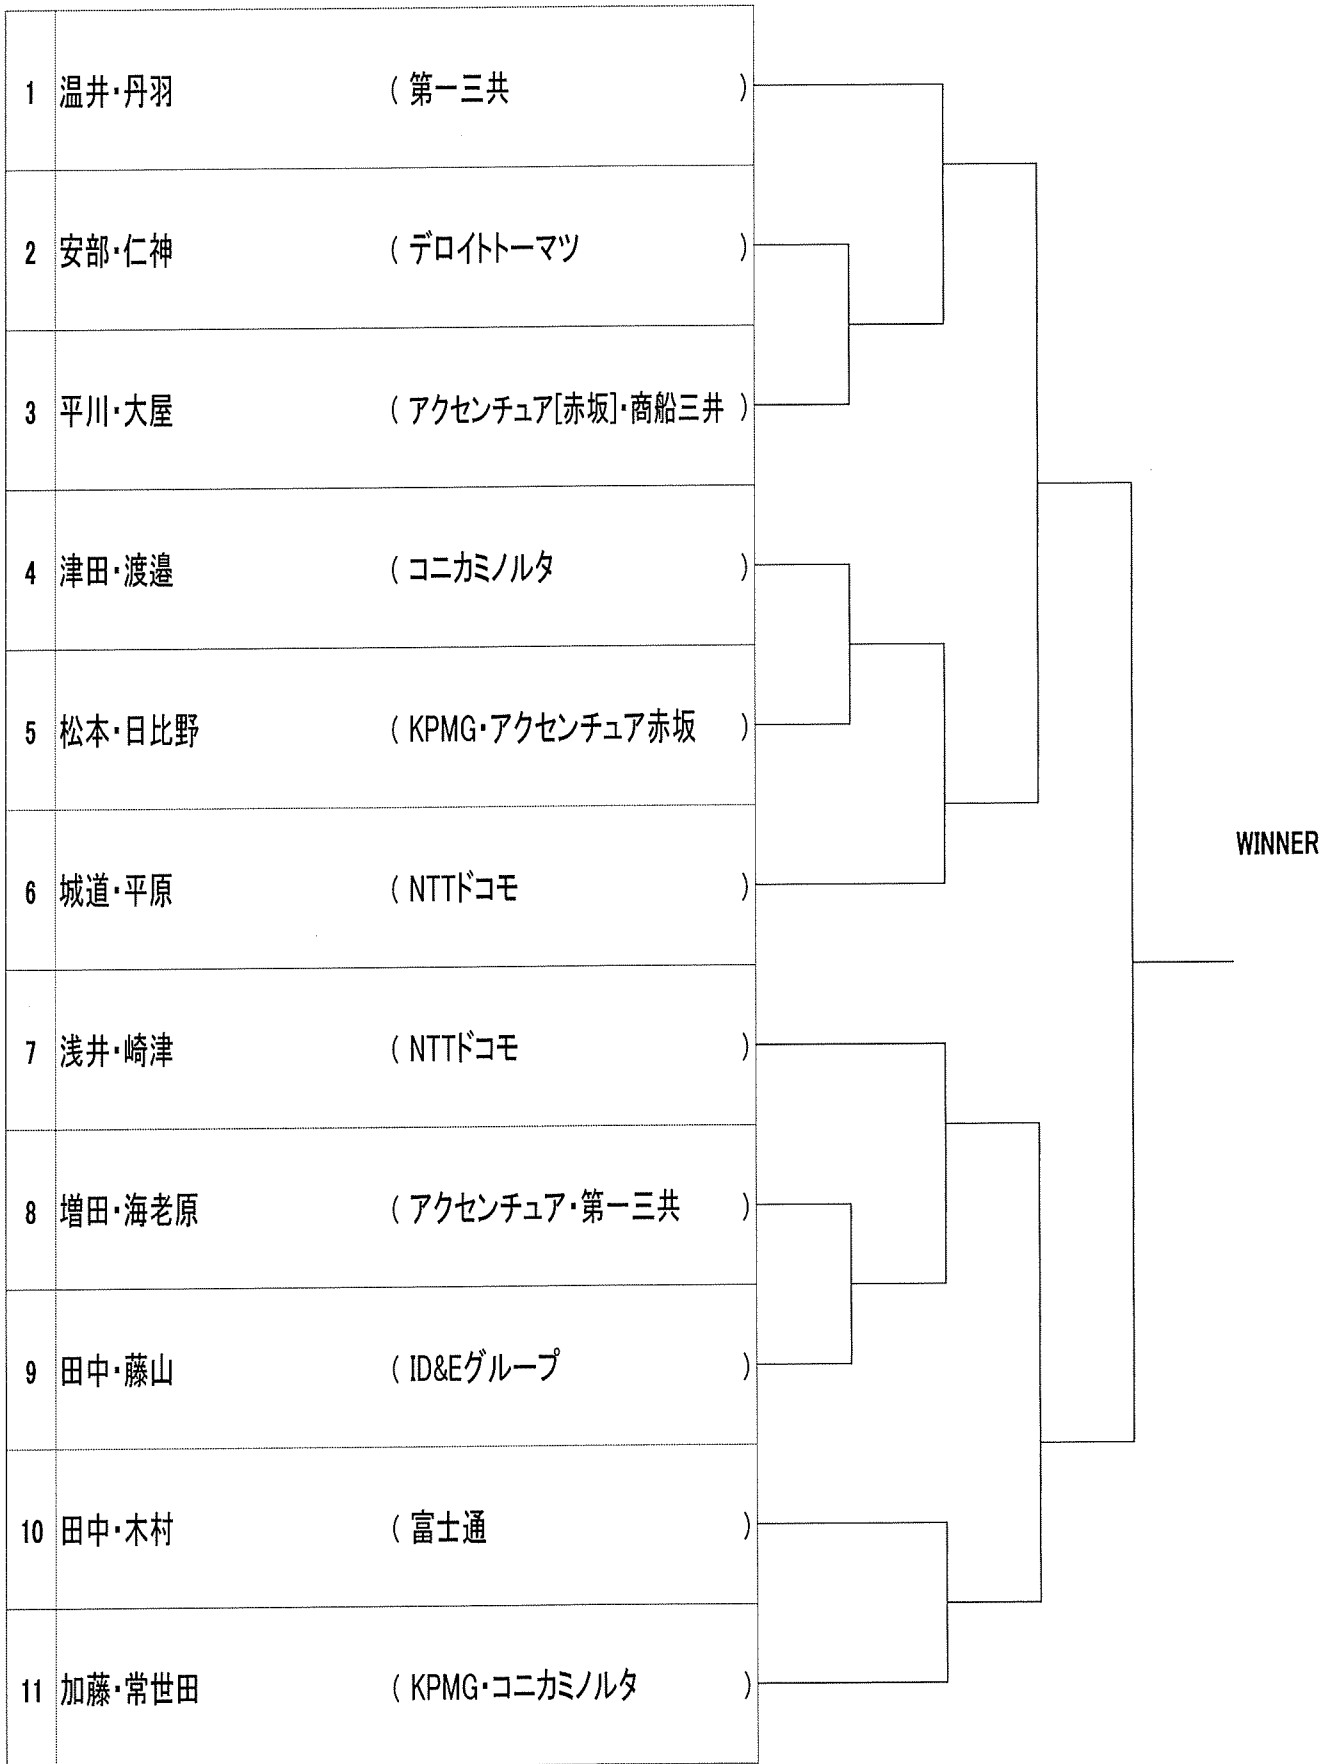 1 温井・丹羽 ( 第一三共 )
2 安部・仁神 ( デロイトトーマツ )
3 平川・大屋 ( アクセンチュア[赤坂]・商船三井 )
4 津田・渡邉 ( コニカミノルタ )
5 松本・日比野 ( KPMG・アクセンチュア赤坂 )
6 城道・平原 ( NTTドコモ )
WINNER
7 浅井・崎津 ( NTTドコモ )
8 増田・海老原 ( アクセンチュア・第一三共 )
9 田中・藤山 ( ID&Eグループ )
10 田中・木村 ( 富士通 )
11 加藤・常世田 ( KPMG・コニカミノルタ )